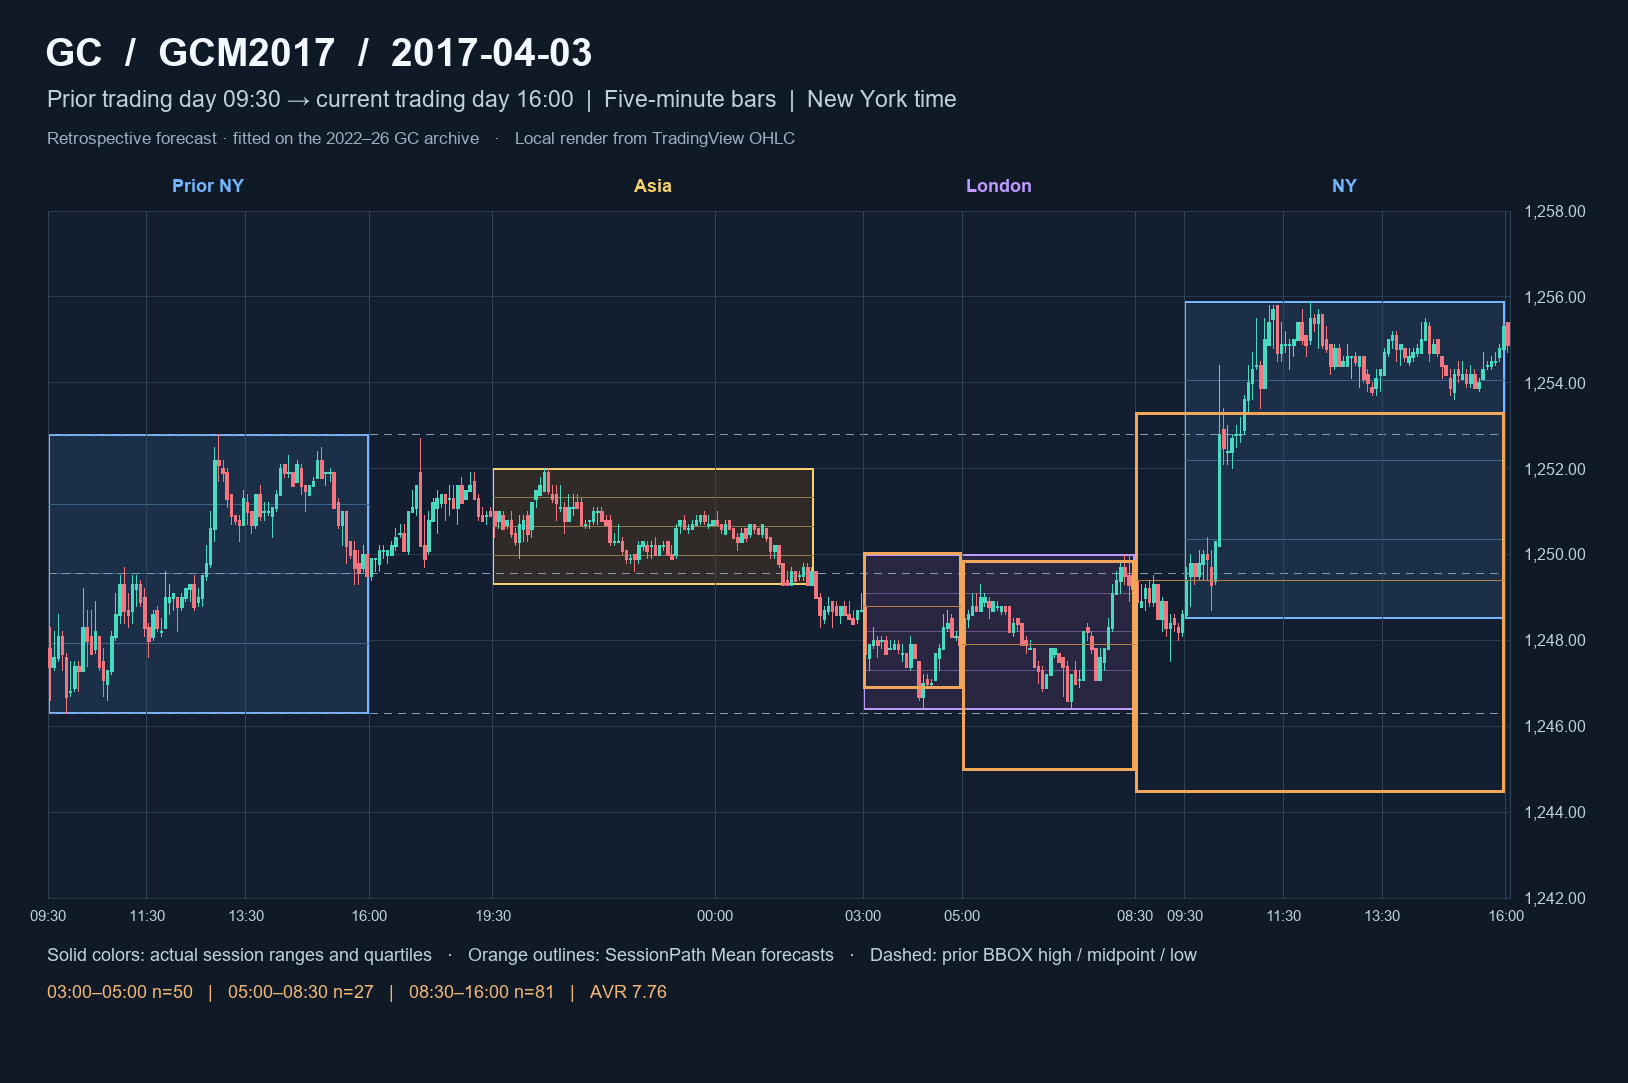 GC / GCM2017 / 2017-04-03
Prior trading day 09:30 → current trading day 16:00 | Five-minute bars | New York time
Retrospective forecast · fitted on the 2022–26 GC archive · Local render from TradingView OHLC
Prior NY Asia London NY
1,258.00
1,256.00
1,254.00
1,252.00
1,250.00
1,248.00
1,246.00
1,244.00
1,242.00
09:30 11:30 13:30 16:00 19:30 00:00 03:00 05:00 08:30 09:30 11:30 13:30 16:00
Solid colors: actual session ranges and quartiles · Orange outlines: SessionPath Mean forecasts · Dashed: prior BBOX high / midpoint / low
03:00–05:00 n=50 | 05:00–08:30 n=27 | 08:30–16:00 n=81 | AVR 7.76